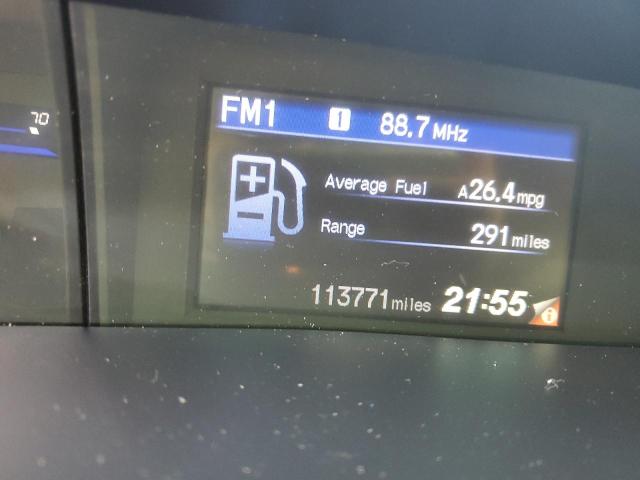 70
FM1 1 88.7 MHz
Average Fuel A26.4 mpg
Range 291 miles
113771 miles 21:55 i